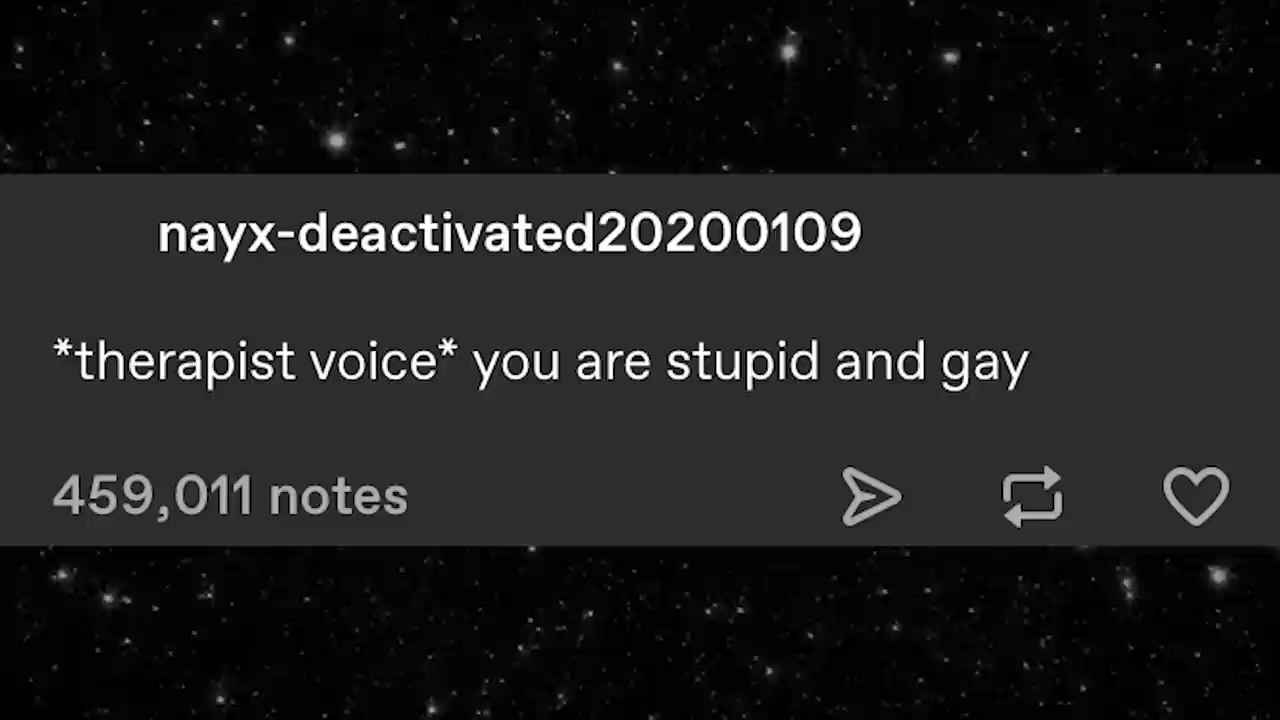 nayx-deactivated20200109
*therapist voice* you are stupid and gay
459,011 notes